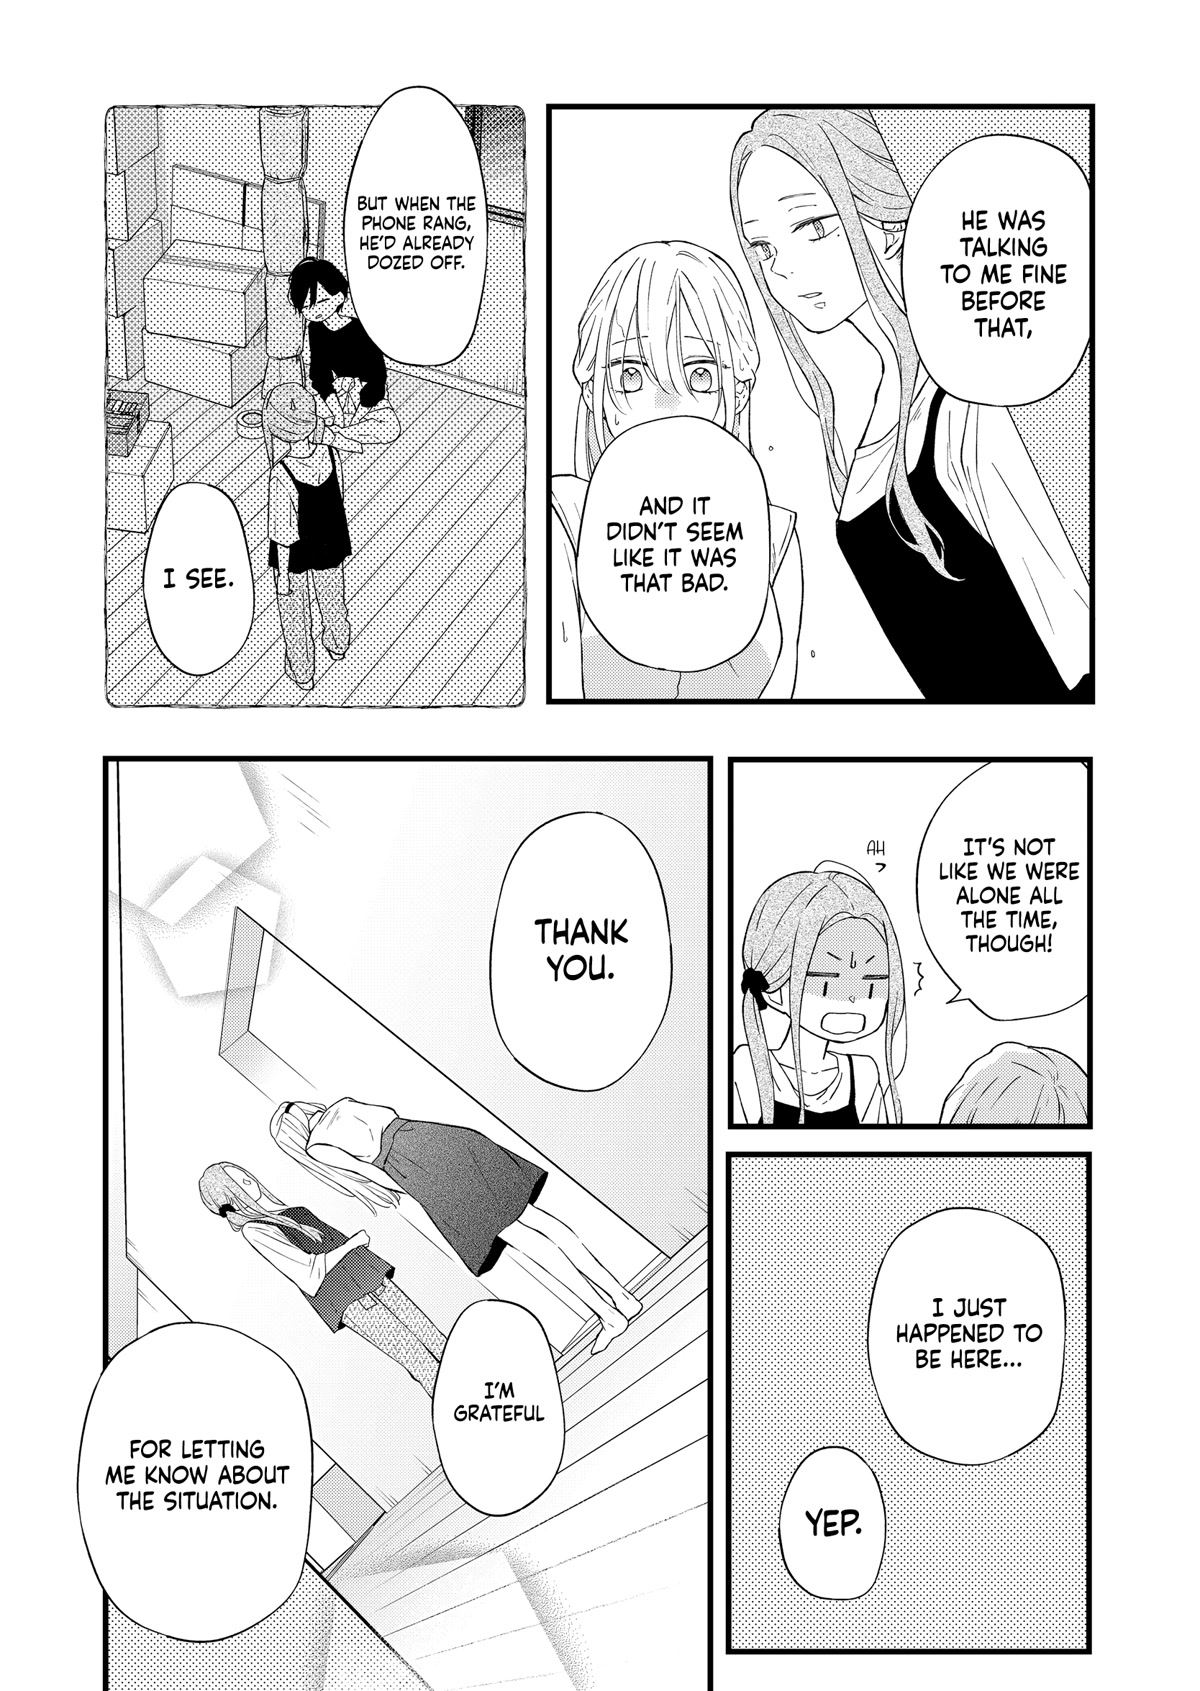 HE WAS
TALKING
TO ME FINE
BEFORE
THAT,
AND IT
DIDN'T SEEM
LIKE IT WAS
THAT BAD.
BUT WHEN THE
PHONE RANG,
HE'D ALREADY
DOZED OFF.
I SEE.
IT'S NOT
LIKE WE WERE
ALONE ALL
THE TIME,
THOUGH!
AH
I JUST
HAPPENED TO
BE HERE...
YEP.
THANK
YOU.
I'M
GRATEFUL
FOR LETTING
ME KNOW ABOUT
THE SITUATION.